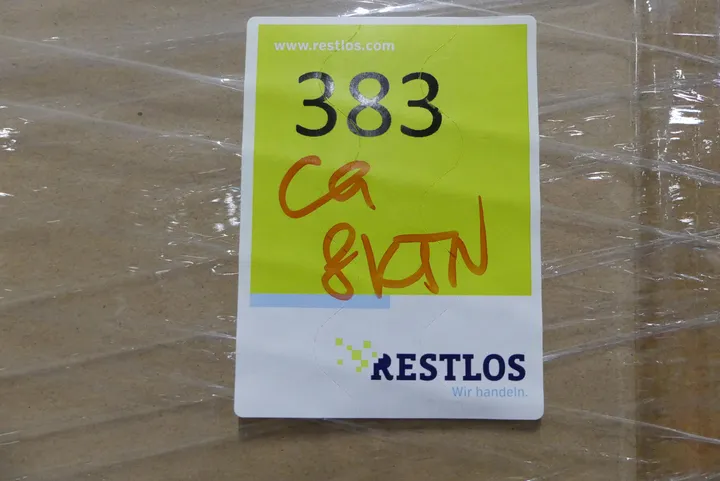 www.restlos.com
383
Ca
8KTN
RESTLOS
Wir handeln.